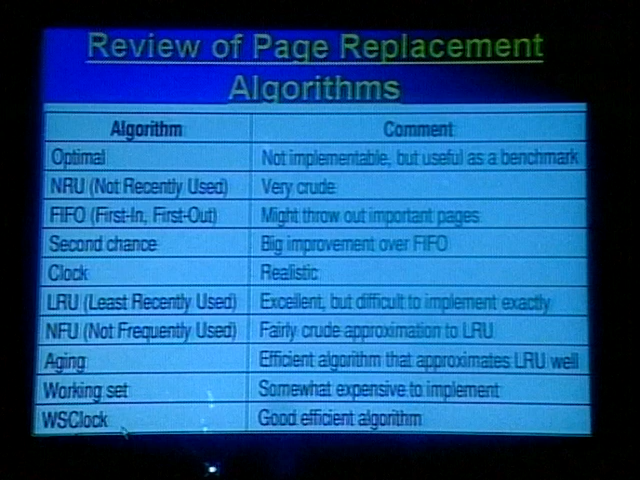 Review of Page Replacement
Algorithms
Algorithm Comment
Optimal Not implementable, but useful as a benchmark
NRU (Not Recently Used) Very crude
FIFO (First-In, First-Out) Might throw out important pages
Second chance Big improvement over FIFO
Clock Realistic
LRU (Least Recently Used) Excellent, but difficult to implement exactly
NFU (Not Frequently Used) Fairly crude approximation to LRU
Aging Efficient algorithm that approximates LRU well
Working set Somewhat expensive to implement
WSClock Good efficient algorithm